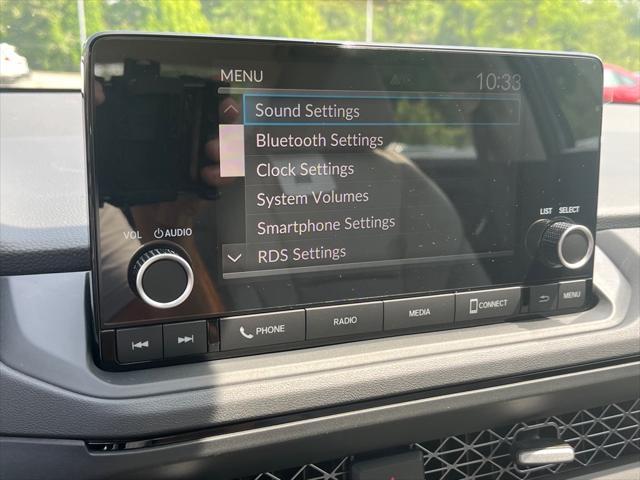 MENU 10:33
Sound Settings
Bluetooth Settings
Clock Settings
System Volumes
Smartphone Settings
RDS Settings
VOL AUDIO
LIST SELECT
PHONE RADIO MEDIA CONNECT MENU